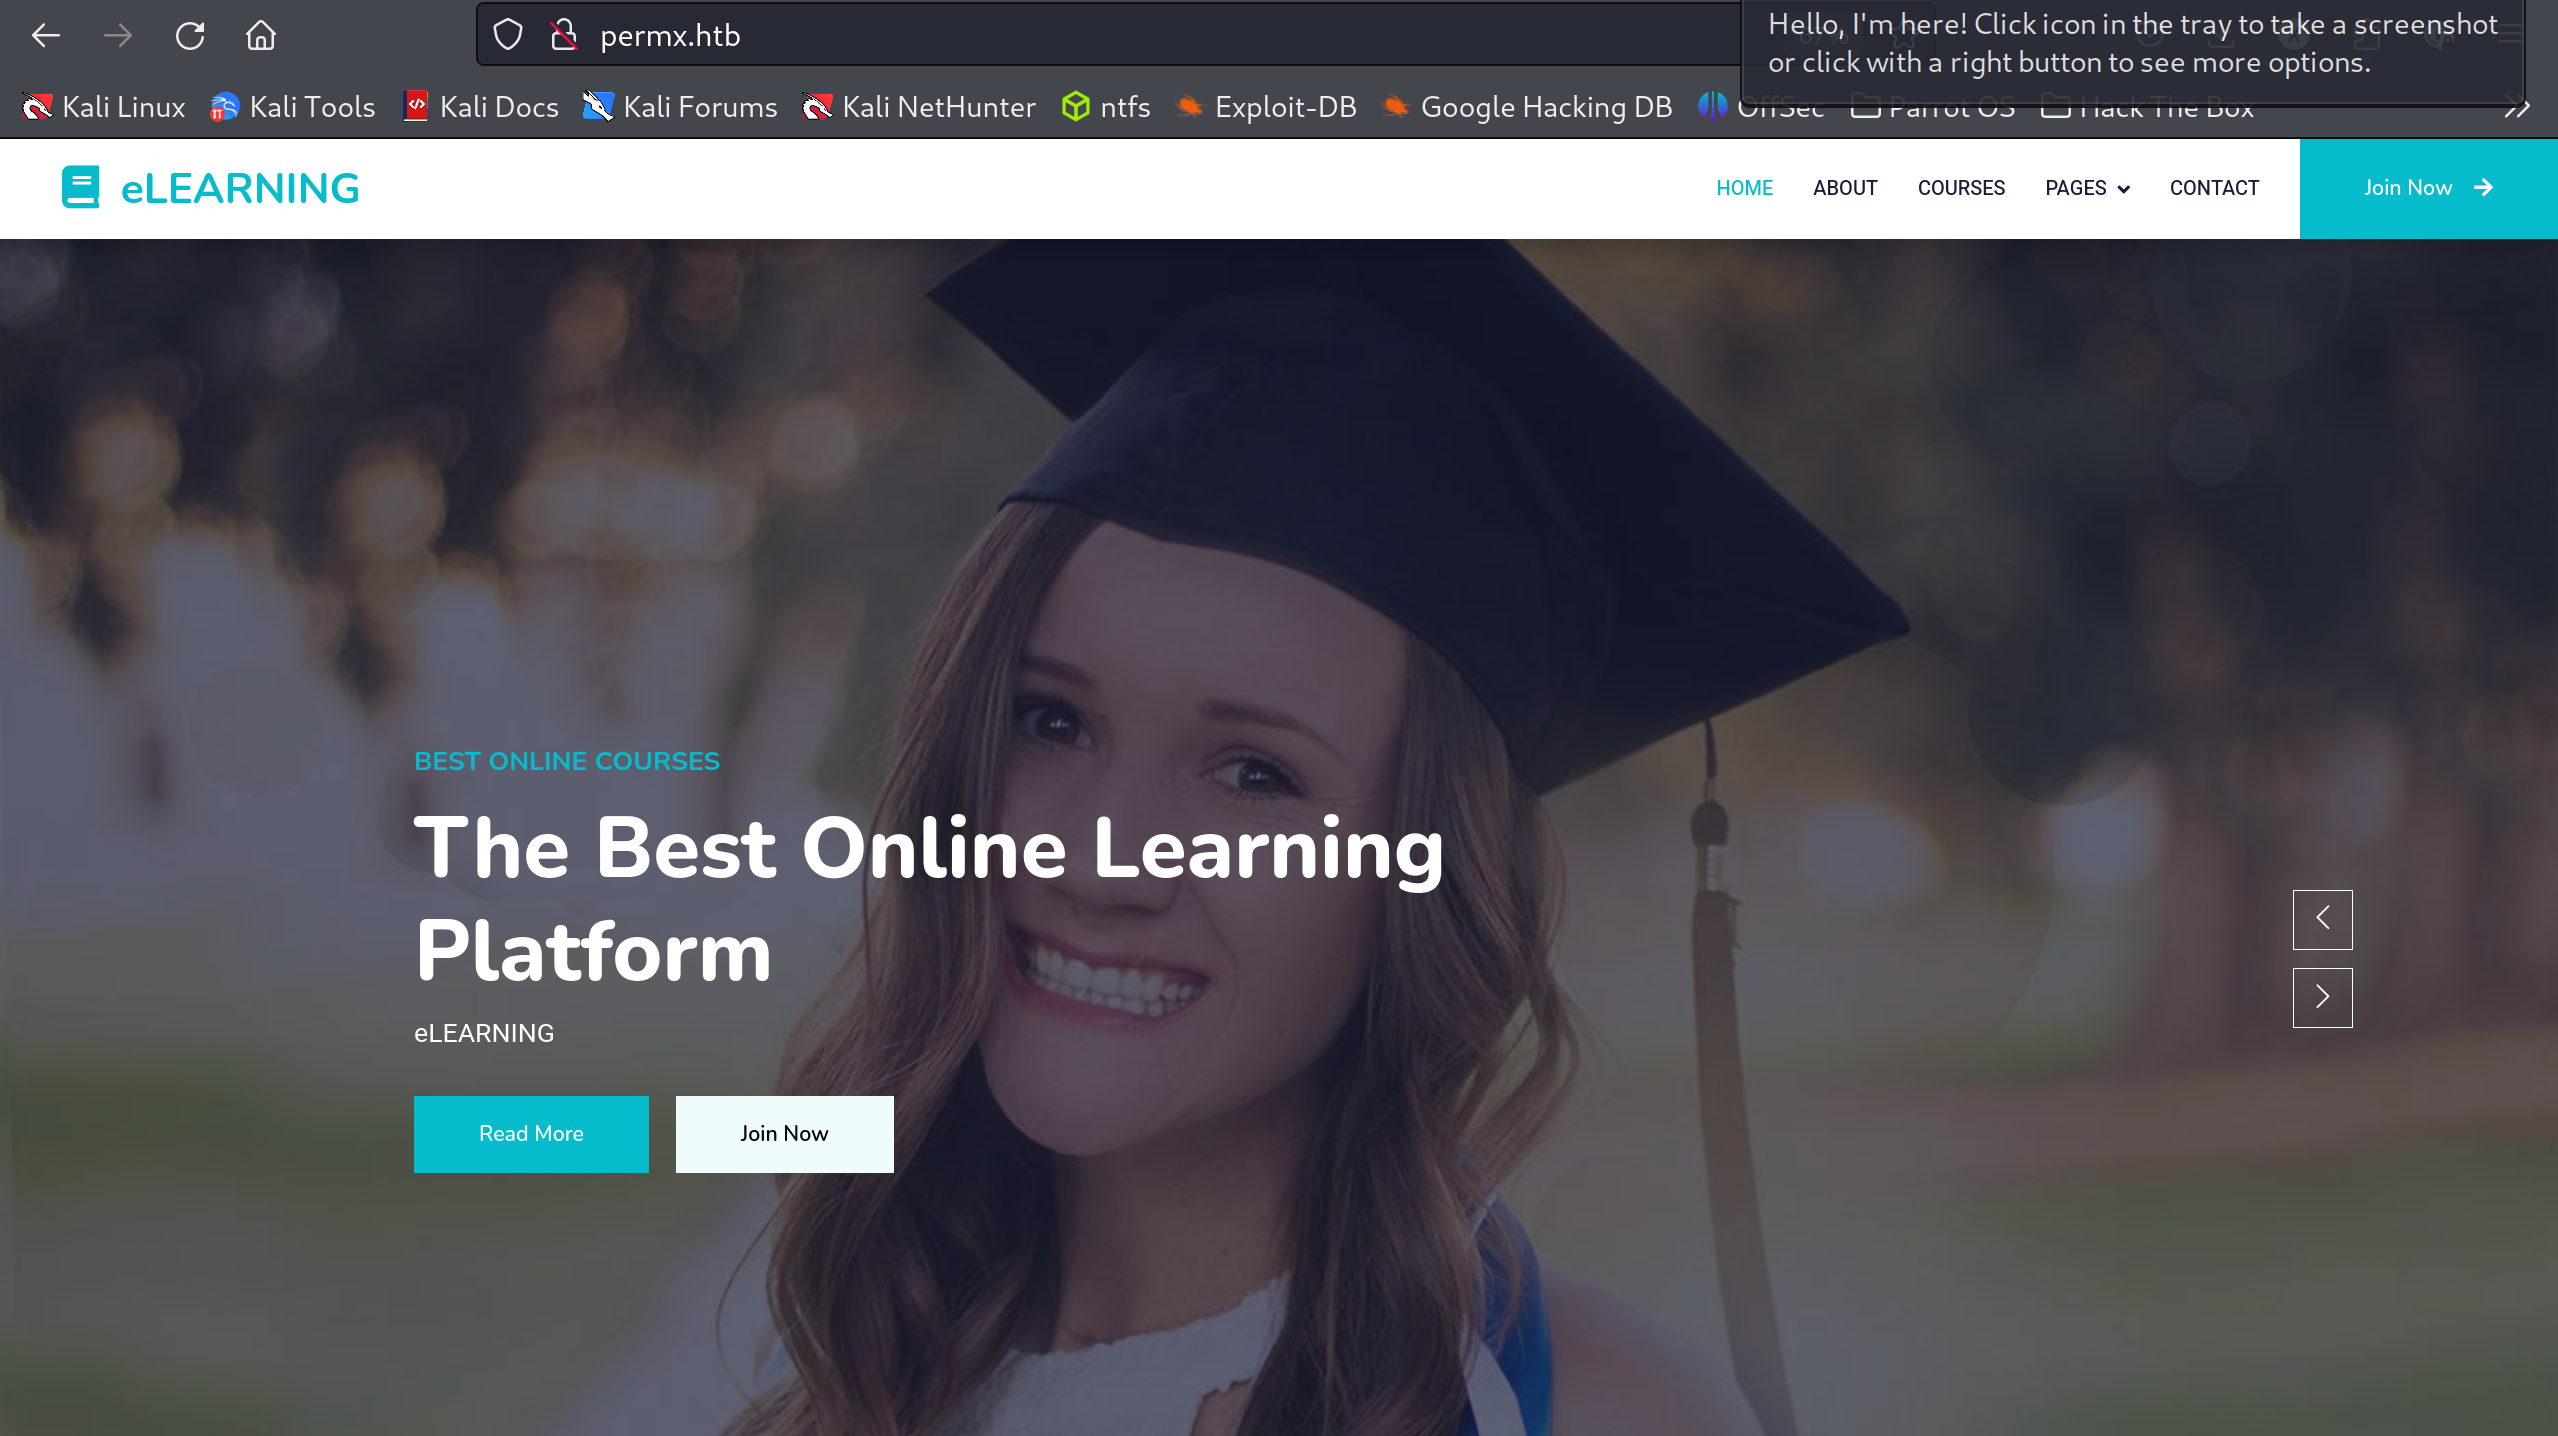 permx.htb
Hello, I'm here! Click icon in the tray to take a screenshot
or click with a right button to see more options.
Kali Linux Kali Tools Kali Docs Kali Forums Kali NetHunter ntfs Exploit-DB Google Hacking DB OffSec Parrot OS Hack The Box
eLEARNING HOME ABOUT COURSES PAGES CONTACT Join Now
BEST ONLINE COURSES
The Best Online Learning
Platform
eLEARNING
Read More Join Now